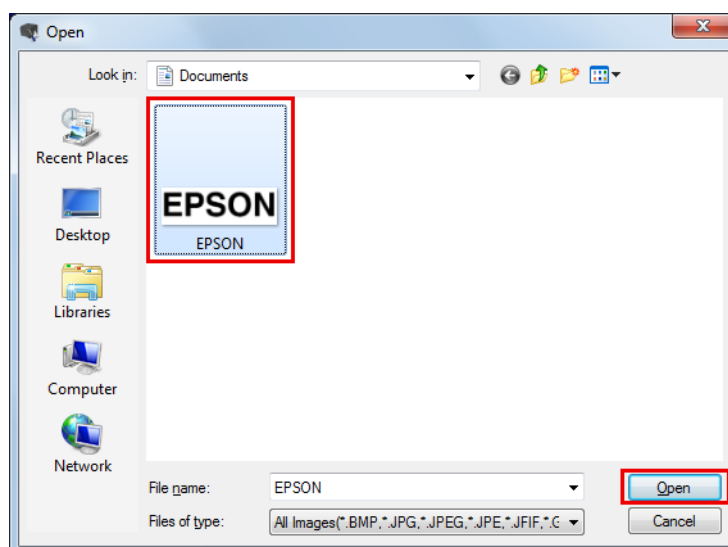 Open
Look in: Documents
Recent Places
Desktop
Libraries
Computer
Network
EPSON
EPSON
File name: EPSON Open
Files of type: All Images(*.BMP,*.JPG,*.JPEG,*.JPE,*.JFIF,*.G Cancel